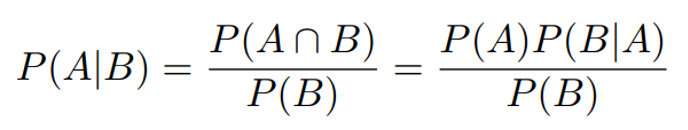 P(A|B) = P(A ∩ B) / P(B) = P(A)P(B|A) / P(B)